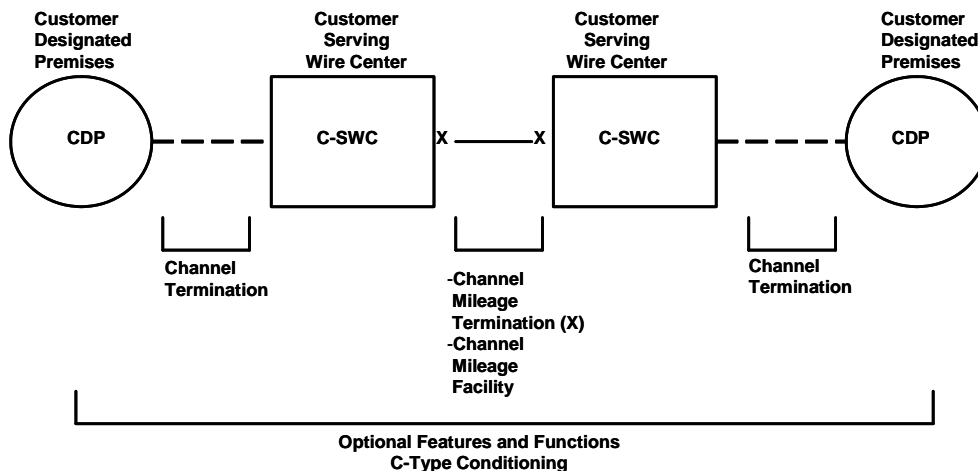 Customer
Designated
Premises
Customer
Serving
Wire Center
Customer
Serving
Wire Center
Customer
Designated
Premises
CDP
C-SWC
X
X
C-SWC
CDP
Channel
Termination
-Channel
Mileage
Termination (X)
-Channel
Mileage
Facility
Channel
Termination
Optional Features and Functions
C-Type Conditioning